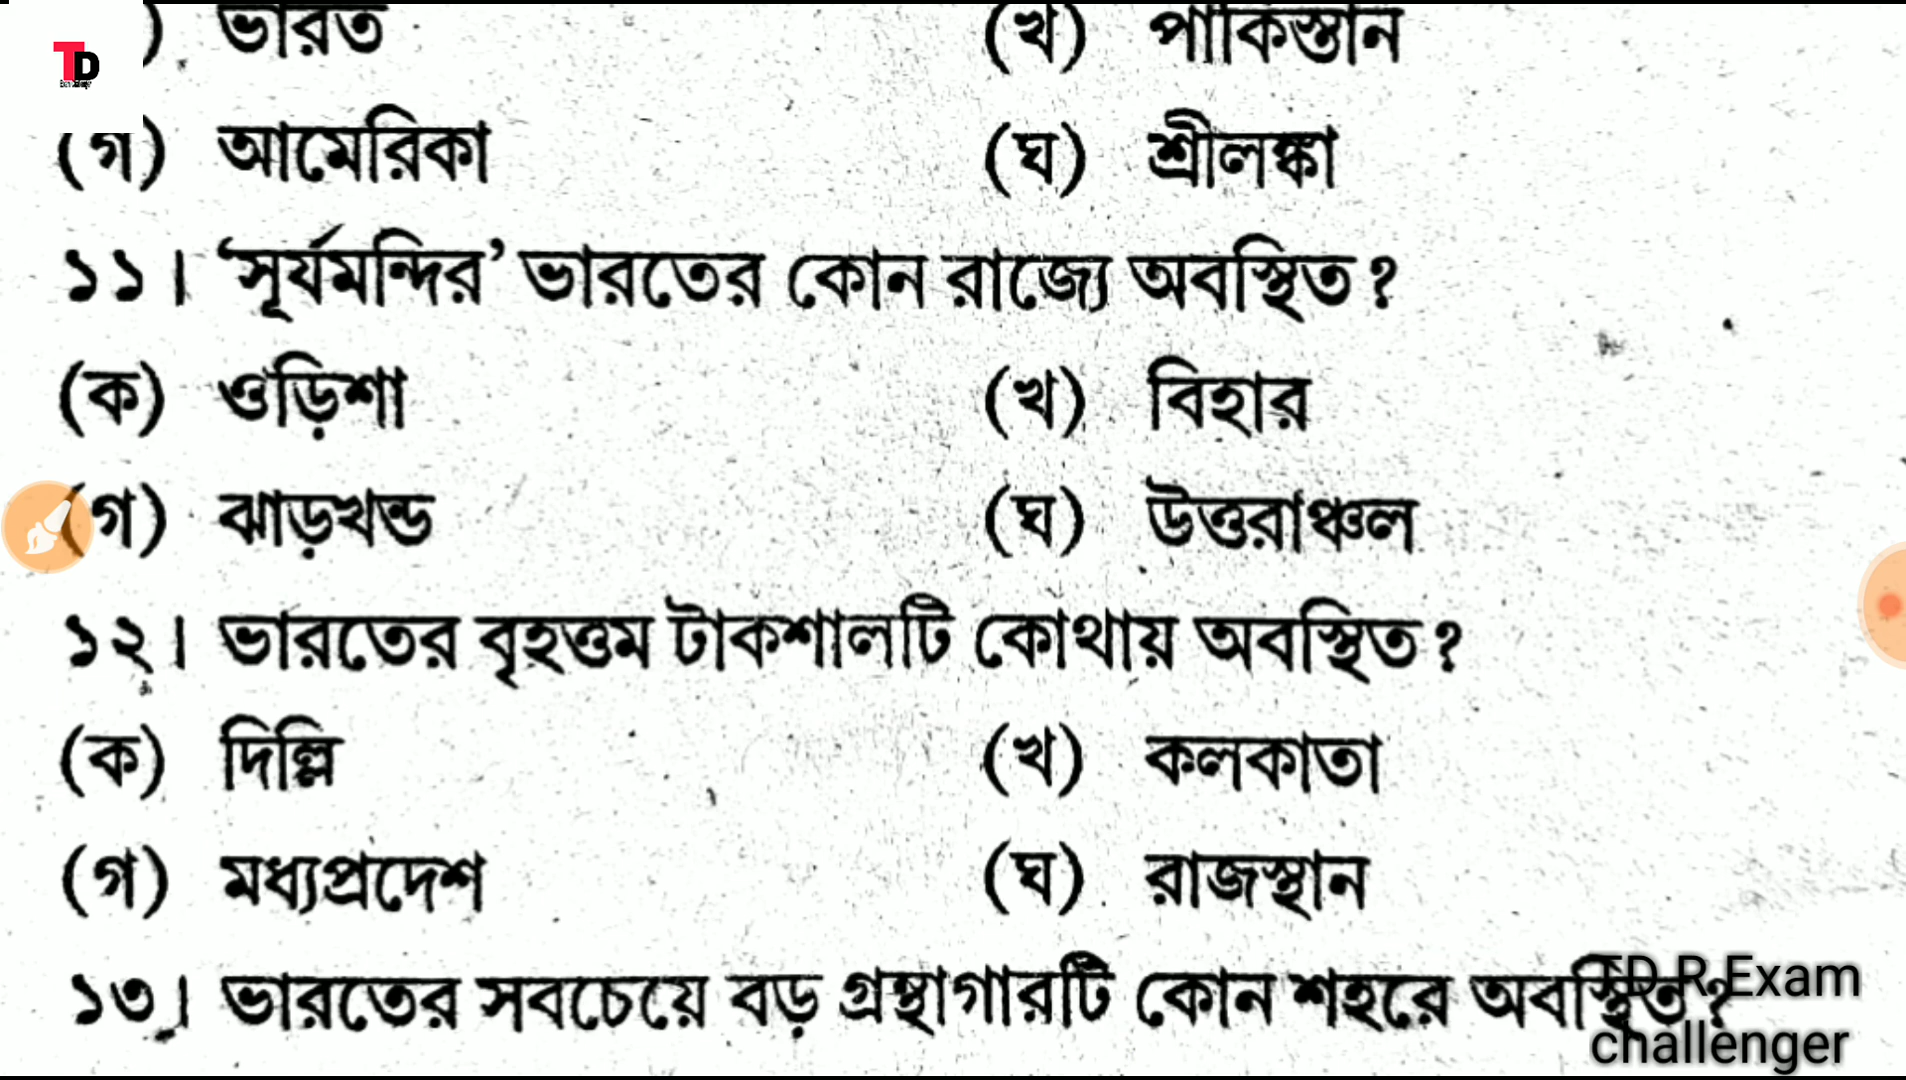 ) ভারত (খ) পাকিস্তান
TD
(গ) আমেরিকা (ঘ) শ্রীলঙ্কা
১১। ‘সূর্যমন্দির’ ভারতের কোন রাজ্যে অবস্থিত?
(ক) ওড়িশা (খ) বিহার
(গ) ঝাড়খন্ড (ঘ) উত্তরাঞ্চল
১২। ভারতের বৃহত্তম টাকশালটি কোথায় অবস্থিত?
(ক) দিল্লি (খ) কলকাতা
(গ) মধ্যপ্রদেশ (ঘ) রাজস্থান
১৩। ভারতের সবচেয়ে বড় গ্রন্থাগারটি কোন শহরে অবস্থিত?
TD R Exam
challenger